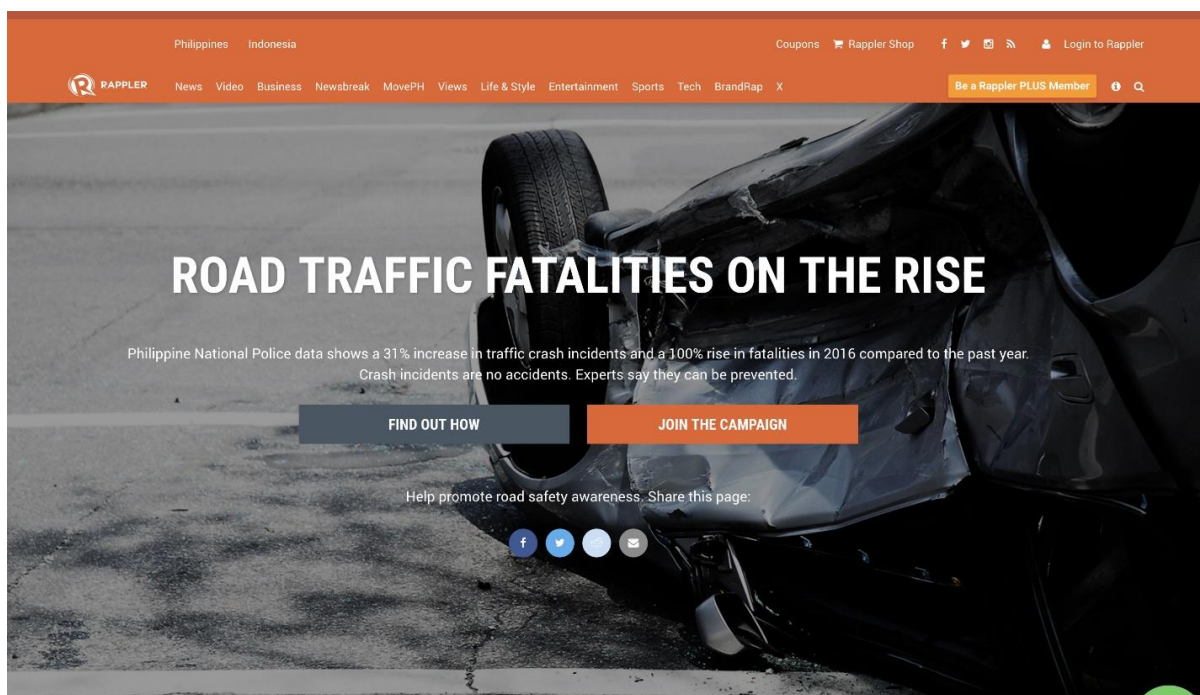 Philippines Indonesia Coupons Rappler Shop Login to Rappler
RAPPLER News Video Business Newsbreak MovePH Views Life & Style Entertainment Sports Tech BrandRap X Be a Rappler PLUS Member
ROAD TRAFFIC FATALITIES ON THE RISE
Philippine National Police data shows a 31% increase in traffic crash incidents and a 100% rise in fatalities in 2016 compared to the past year.
Crash incidents are no accidents. Experts say they can be prevented.
FIND OUT HOW JOIN THE CAMPAIGN
Help promote road safety awareness. Share this page: